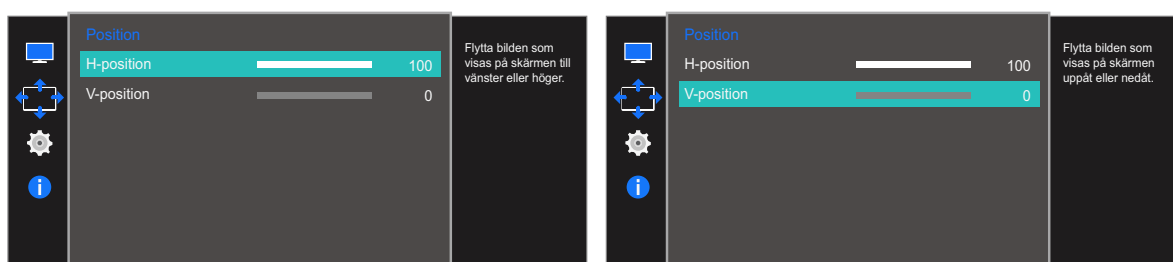 Position
H-position 100
V-position 0
Flytta bilden som
visas på skärmen till
vänster eller höger.
Position
H-position 100
V-position 0
Flytta bilden som
visas på skärmen
uppåt eller nedåt.